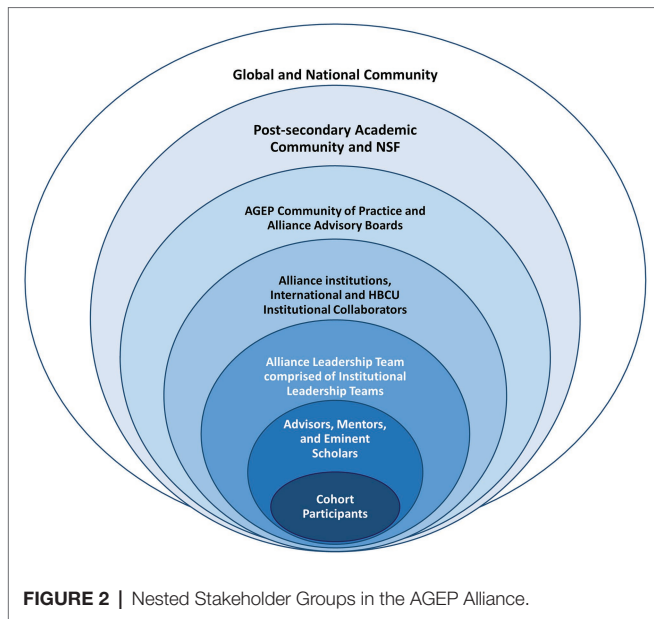 Global and National Community
Post-secondary Academic
Community and NSF
AGEP Community of Practice and
Alliance Advisory Boards
Alliance institutions,
International and HBCU
Institutional Collaborators
Alliance Leadership Team
comprised of Institutional
Leadership Teams
Advisors, Mentors,
and Eminent
Scholars
Cohort
Participants
FIGURE 2 | Nested Stakeholder Groups in the AGEP Alliance.